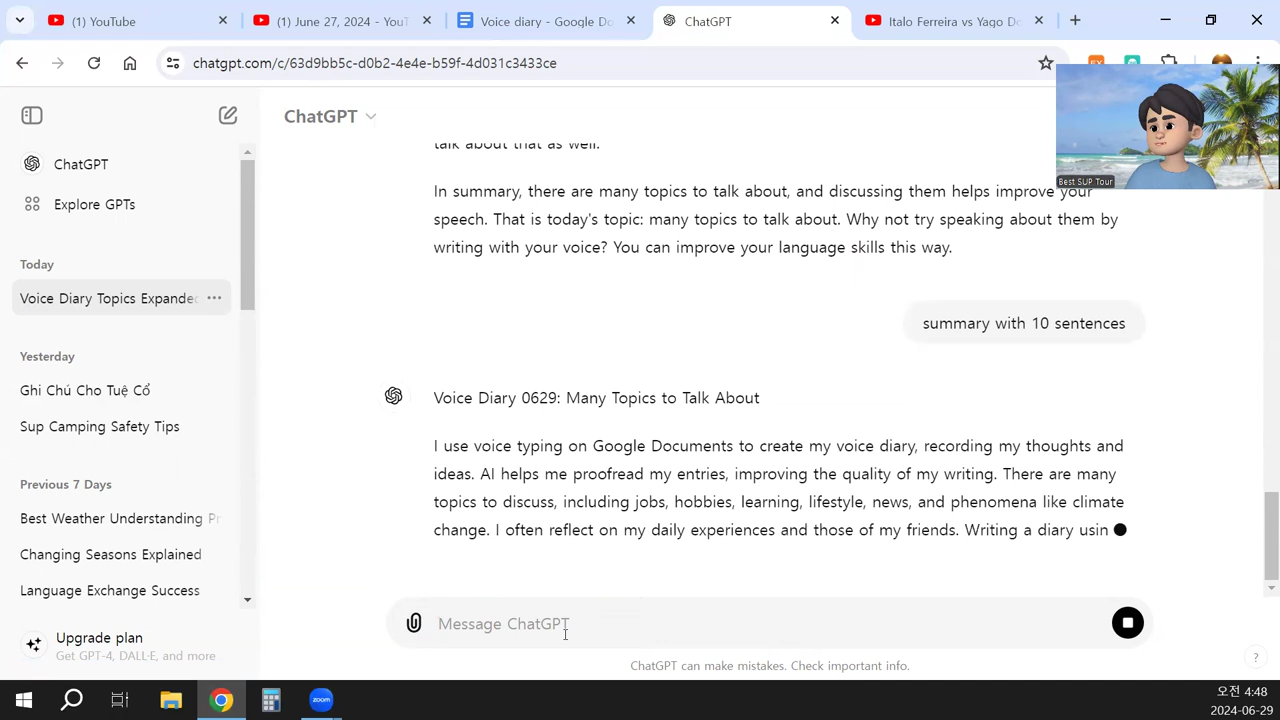 (1) YouTube
(1) June 27, 2024 - YouT
Voice diary - Google Do
ChatGPT
Italo Ferreira vs Yago Do
chatgpt.com/c/63d9bb5c-d0b2-4e4e-b59f-4d031c3433ce
Best SUP Tour
ChatGPT
ChatGPT
Explore GPTs
Today
Voice Diary Topics Expanded
Yesterday
Ghi Chú Cho Tuệ Cổ
Sup Camping Safety Tips
Previous 7 Days
Best Weather Understanding Pr
Changing Seasons Explained
Language Exchange Success
Upgrade plan
Get GPT-4, DALL·E, and more
talk about that as well.
In summary, there are many topics to talk about, and discussing them helps improve your
speech. That is today's topic: many topics to talk about. Why not try speaking about them by
writing with your voice? You can improve your language skills this way.
summary with 10 sentences
Voice Diary 0629: Many Topics to Talk About
I use voice typing on Google Documents to create my voice diary, recording my thoughts and
ideas. AI helps me proofread my entries, improving the quality of my writing. There are many
topics to discuss, including jobs, hobbies, learning, lifestyle, news, and phenomena like climate
change. I often reflect on my daily experiences and those of my friends. Writing a diary usin
Message ChatGPT
ChatGPT can make mistakes. Check important info.
?
zoom
오전 4:48
2024-06-29